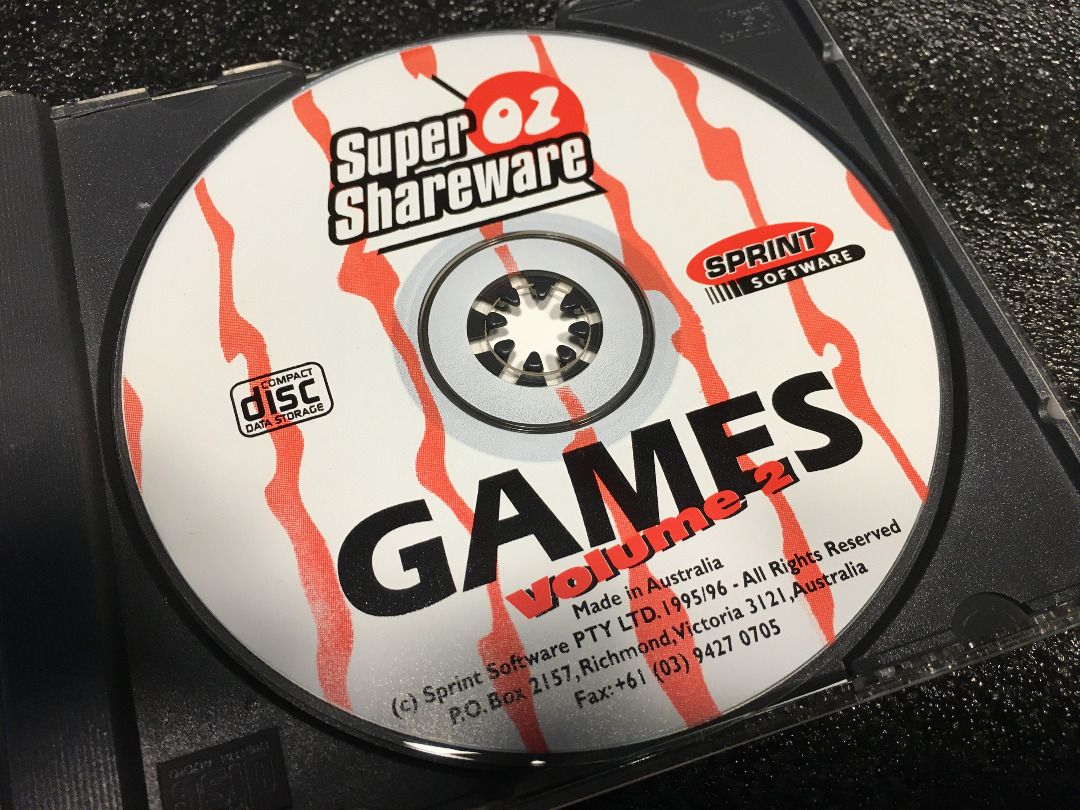 Super OZ
Shareware
SPRINT
SOFTWARE
COMPACT
disc
DATA STORAGE
GAMES
Volume 2
Made in Australia
(c) Sprint Software PTY LTD. 1995/96 - All Rights Reserved
P.O. Box 2157, Richmond, Victoria 3121, Australia
Fax: +61 (03) 9427 0705